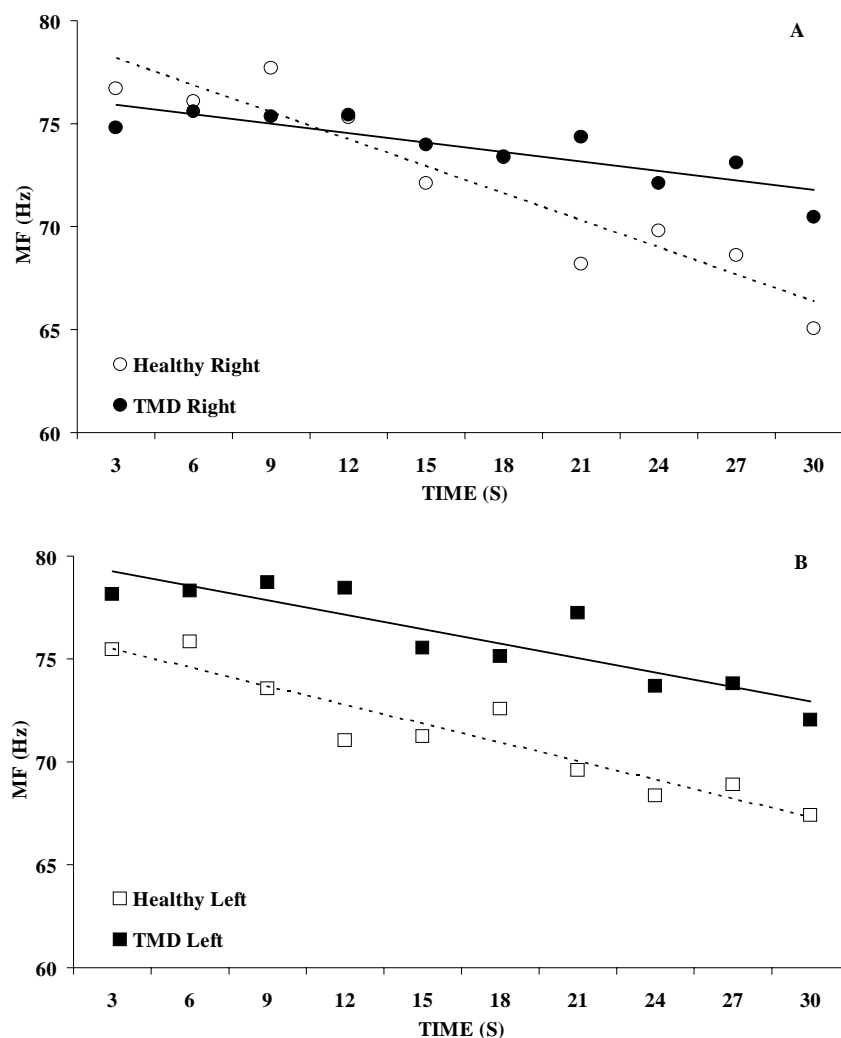 A
80
75
70
65
60
MF (Hz)
Healthy Right
TMD Right
3 6 9 12 15 18 21 24 27 30
TIME (S)
B
80
75
70
65
60
MF (Hz)
Healthy Left
TMD Left
3 6 9 12 15 18 21 24 27 30
TIME (S)